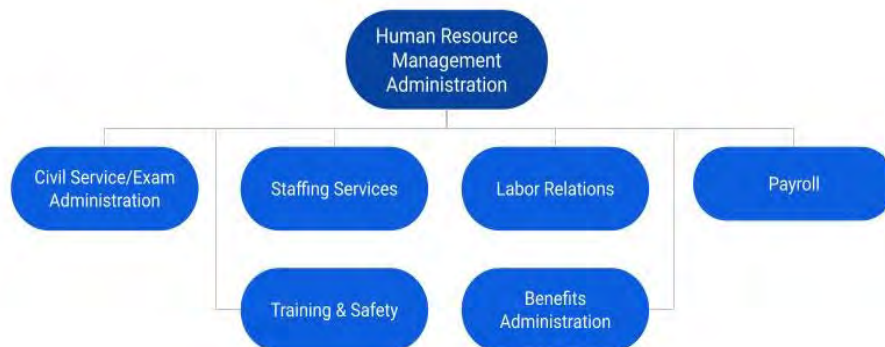 Human Resource
Management
Administration
Civil Service/Exam
Administration
Staffing Services
Labor Relations
Payroll
Training & Safety
Benefits
Administration